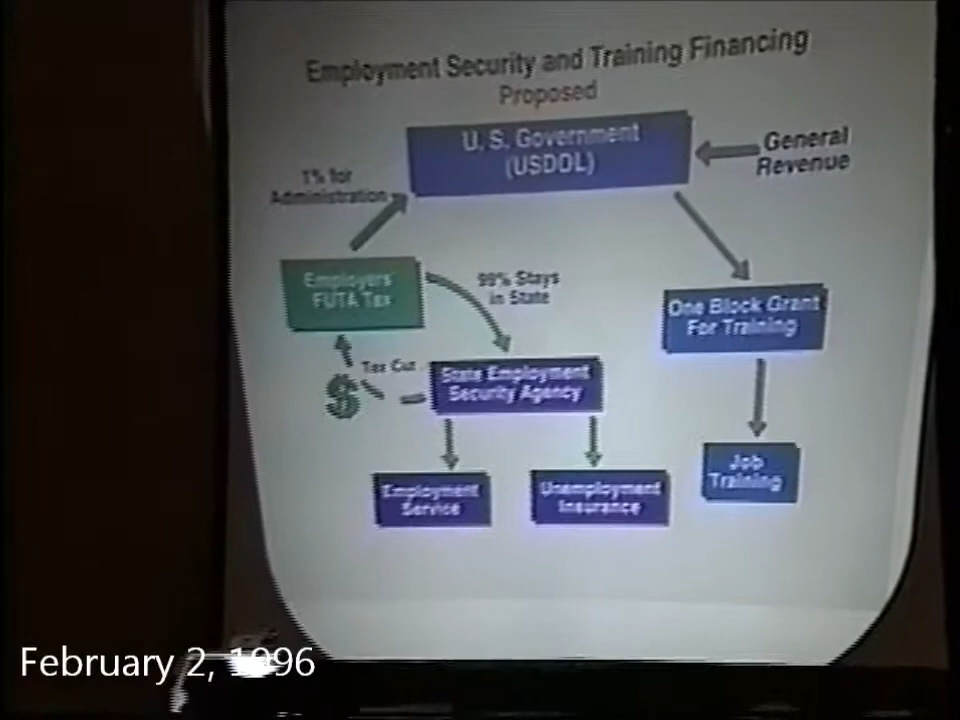 Employment Security and Training Financing
Proposed
U. S. Government
(USDOL)
General
Revenue
1% for
Administration
Employers'
FUTA Tax
99% Stays
in State
One Block Grant
For Training
Tax Cut
$
State Employment
Security Agency
Job
Training
Employment
Service
Unemployment
Insurance
February 2, 1996